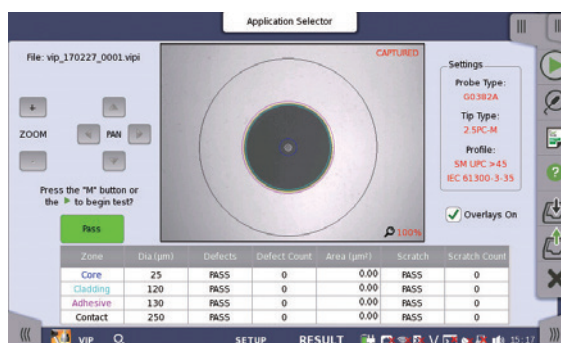 Application Selector
File: vip_170227_0001.vipi
CAPTURED
Settings
Probe Type:
G0382A
Tip Type:
2.5PC-M
Profile:
SM UPC >45
IEC 61300-3-35
ZOOM
PAN
Press the "M" button or
the ▶ to begin test?
Pass
100%
Overlays On
Zone Dia.(µm) Defects Defect Count Area (µm²) Scratch Scratch Count
Core 25 PASS 0 0.00 PASS 0
Cladding 120 PASS 0 0.00 PASS 0
Adhesive 130 PASS 0 0.00 PASS 0
Contact 250 PASS 0 0.00 PASS 0
VIP SETUP RESULT 15:17